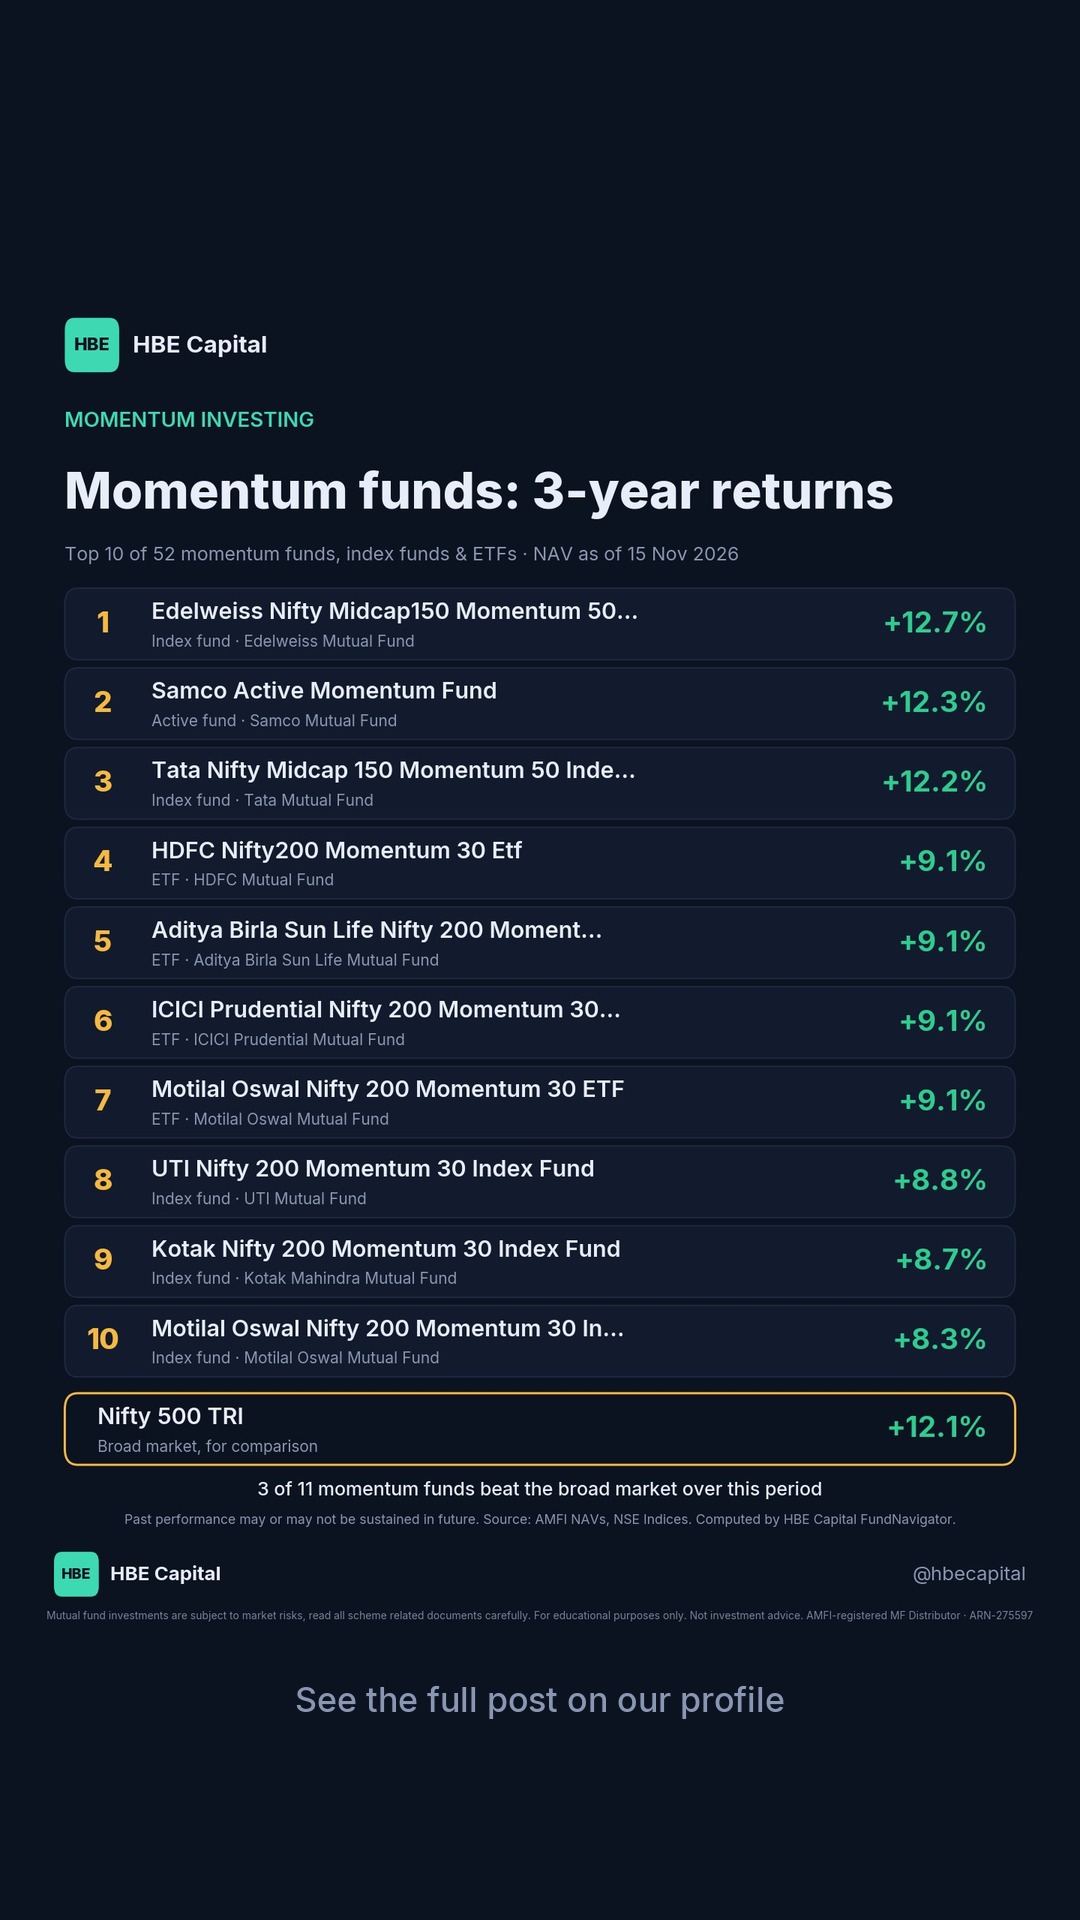 HBE
HBE Capital
MOMENTUM INVESTING
Momentum funds: 3-year returns
Top 10 of 52 momentum funds, index funds & ETFs · NAV as of 15 Nov 2026
1
Edelweiss Nifty Midcap150 Momentum 50...
Index fund · Edelweiss Mutual Fund
+12.7%
2
Samco Active Momentum Fund
Active fund · Samco Mutual Fund
+12.3%
3
Tata Nifty Midcap 150 Momentum 50 Inde...
Index fund · Tata Mutual Fund
+12.2%
4
HDFC Nifty200 Momentum 30 Etf
ETF · HDFC Mutual Fund
+9.1%
5
Aditya Birla Sun Life Nifty 200 Moment...
ETF · Aditya Birla Sun Life Mutual Fund
+9.1%
6
ICICI Prudential Nifty 200 Momentum 30...
ETF · ICICI Prudential Mutual Fund
+9.1%
7
Motilal Oswal Nifty 200 Momentum 30 ETF
ETF · Motilal Oswal Mutual Fund
+9.1%
8
UTI Nifty 200 Momentum 30 Index Fund
Index fund · UTI Mutual Fund
+8.8%
9
Kotak Nifty 200 Momentum 30 Index Fund
Index fund · Kotak Mahindra Mutual Fund
+8.7%
10
Motilal Oswal Nifty 200 Momentum 30 In...
Index fund · Motilal Oswal Mutual Fund
+8.3%
Nifty 500 TRI
Broad market, for comparison
+12.1%
3 of 11 momentum funds beat the broad market over this period
Past performance may or may not be sustained in future. Source: AMFI NAVs, NSE Indices. Computed by HBE Capital FundNavigator.
HBE
HBE Capital
@hbecapital
Mutual fund investments are subject to market risks, read all scheme related documents carefully. For educational purposes only. Not investment advice. AMFI-registered MF Distributor · ARN-275597
See the full post on our profile